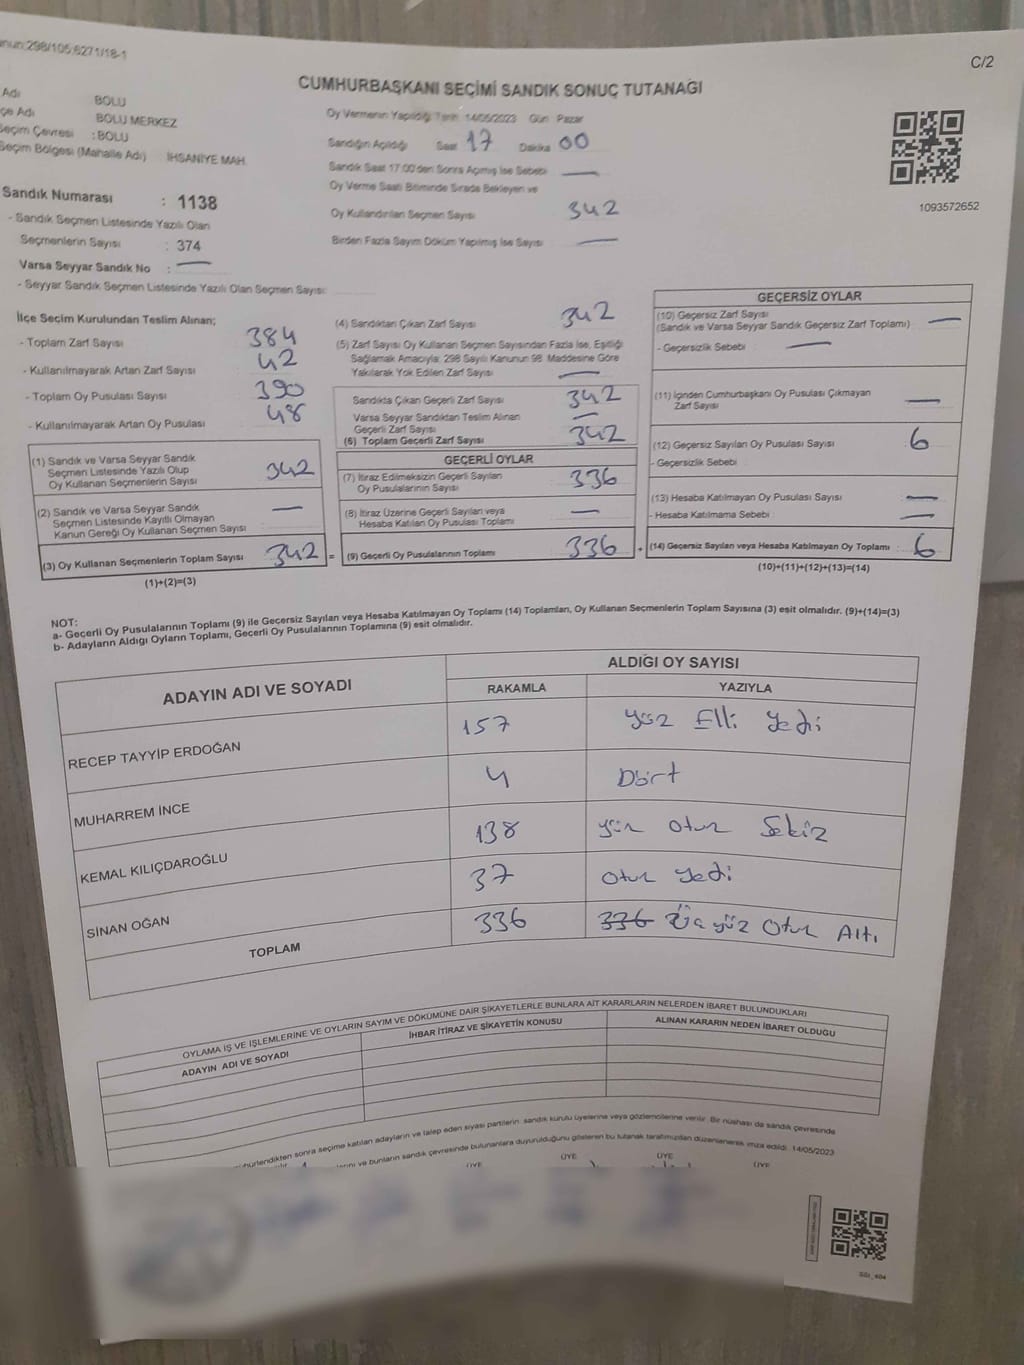 298/105;6271/18-1
C/2
CUMHURBAŞKANI SEÇİMİ SANDIK SONUÇ TUTANAĞI
Adı BOLU
çe Adı BOLU MERKEZ
Seçim Çevresi : BOLU
Seçim Bölgesi (Mahalle Adı) İHSANİYE MAH.
Sandık Numarası : 1138
- Sandık Seçmen Listesinde Yazılı Olan
Seçmenlerin Sayısı : 374
Varsa Seyyar Sandık No : —
- Seyyar Sandık Seçmen Listesinde Yazılı Olan Seçmen Sayısı:
Oy Vermenin Yapıldığı Tarih 14/05/2023 Gün Pazar
Sandığın Açıldığı Saat 17 Dakika 00
Sandık Saat 17:00'den Sonra Açımış İse Sebebi —
Oy Verme Saati Bitiminde Sırada Bekleyen ve
Oy Kullandırılan Seçmen Sayısı 342
Birden Fazla Sayım Döküm Yapılmış İse Sayısı —
1093572652
İlçe Seçim Kurulundan Teslim Alınan;
- Toplam Zarf Sayısı 384
- Kullanılmayarak Artan Zarf Sayısı 42
- Toplam Oy Pusulası Sayısı 390
- Kullanılmayarak Artan Oy Pusulası 48
(1) Sandık ve Varsa Seyyar Sandık
Seçmen Listesinde Yazılı Olup
Oy Kullanan Seçmenlerin Sayısı 342
(2) Sandık ve Varsa Seyyar Sandık
Seçmen Listesinde Kayıtlı Olmayan
Kanun Gereği Oy Kullanan Seçmen Sayısı —
(3) Oy Kullanan Seçmenlerin Toplam Sayısı 342 =
(1)+(2)=(3)
(4) Sandıktan Çıkan Zarf Sayısı 342
(5) Zarf Sayısı Oy Kullanan Seçmen Sayısından Fazla İse, Eşitliği
Sağlamak Amacıyla; 298 Sayılı Kanunun 98. Maddesine Göre
Yakılarak Yok Edilen Zarf Sayısı —
Sandıkta Çıkan Geçerli Zarf Sayısı 342
Varsa Seyyar Sandıktan Teslim Alınan
Geçerli Zarf Sayısı —
(6) Toplam Geçerli Zarf Sayısı 342
GEÇERLİ OYLAR
(7) İtiraz Edilmeksizin Geçerli Sayılan
Oy Pusulalarının Sayısı 336
(8) İtiraz Üzerine Geçerli Sayılan veya
Hesaba Katılan Oy Pusulası Toplamı —
(9) Geçerli Oy Pusulalarının Toplamı 336 +
GEÇERSİZ OYLAR
(10) Geçersiz Zarf Sayısı —
(Sandık ve Varsa Seyyar Sandık Geçersiz Zarf Toplamı)
- Geçersizlik Sebebi —
(11) İçinden Cumhurbaşkanı Oy Pusulası Çıkmayan
Zarf Sayısı —
(12) Geçersiz Sayılan Oy Pusulası Sayısı 6
- Geçersizlik Sebebi
(13) Hesaba Katılmayan Oy Pusulası Sayısı —
- Hesaba Katılmama Sebebi —
(14) Geçersiz Sayılan veya Hesaba Katılmayan Oy Toplamı : 6
(10)+(11)+(12)+(13)=(14)
NOT:
a- Gecerli Oy Pusulalarının Toplamı (9) ile Gecersiz Sayılan veya Hesaba Katılmayan Oy Toplamı (14) Toplamları, Oy Kullanan Seçmenlerin Toplam Sayısına (3) esit olmalıdır. (9)+(14)=(3)
b- Adayların Aldıgı Oyların Toplamı, Gecerli Oy Pusulalarının Toplamına (9) esit olmalıdır.
ADAYIN ADI VE SOYADI
ALDIĞI OY SAYISI
RAKAMLA YAZIYLA
RECEP TAYYİP ERDOĞAN 157 Yüz Elli Yedi
MUHARREM İNCE 4 Dört
KEMAL KILIÇDAROĞLU 138 Yüz Otuz Sekiz
SİNAN OĞAN 37 Otuz Yedi
TOPLAM 336 336 Üç yüz Otuz Altı
OYLAMA İŞ VE İŞLEMLERİNE VE OYLARIN SAYIM VE DÖKÜMÜNE DAİR ŞİKAYETLERLE BUNLARA AİT KARARLARIN NELERDEN İBARET BULUNDUKLARI
ADAYIN ADI VE SOYADI İHBAR İTİRAZ VE ŞİKAYETİN KONUSU ALINAN KARARIN NEDEN İBARET OLDUĞU
sonra seçime katılan adayların ve talep eden siyasi partilerin sandık kurulu üyelerine veya gözlemcilerine verilir. Bir nüshası da sandık çevresinde
ve bunların sandık çevresinde bulunanlara duyurulduğunu gösteren bu tutanak tarafımızdan düzenlenerek imza edildi. 14/05/2023
ÜYE ÜYE ÜYE ÜYE